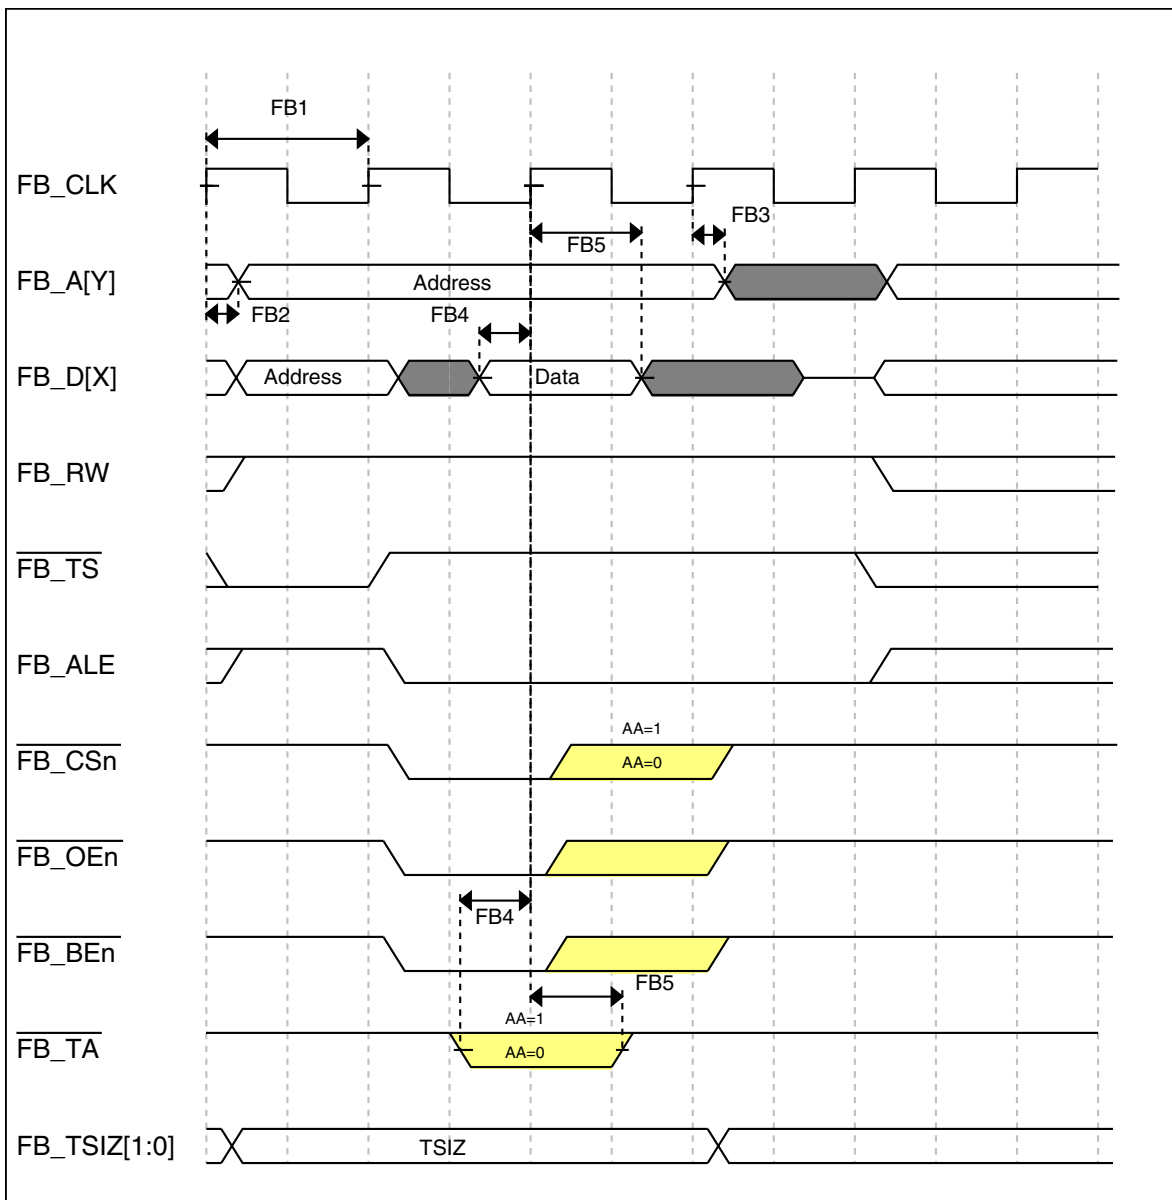 FB1
FB_CLK
FB3
FB5
FB_A[Y]
Address
FB2
FB4
FB_D[X]
Address
Data
FB_RW
FB_TS
FB_ALE
AA=1
FB_CSn
AA=0
FB_OEn
FB4
FB_BEn
FB5
AA=1
FB_TA
AA=0
FB_TSIZ[1:0]
TSIZ